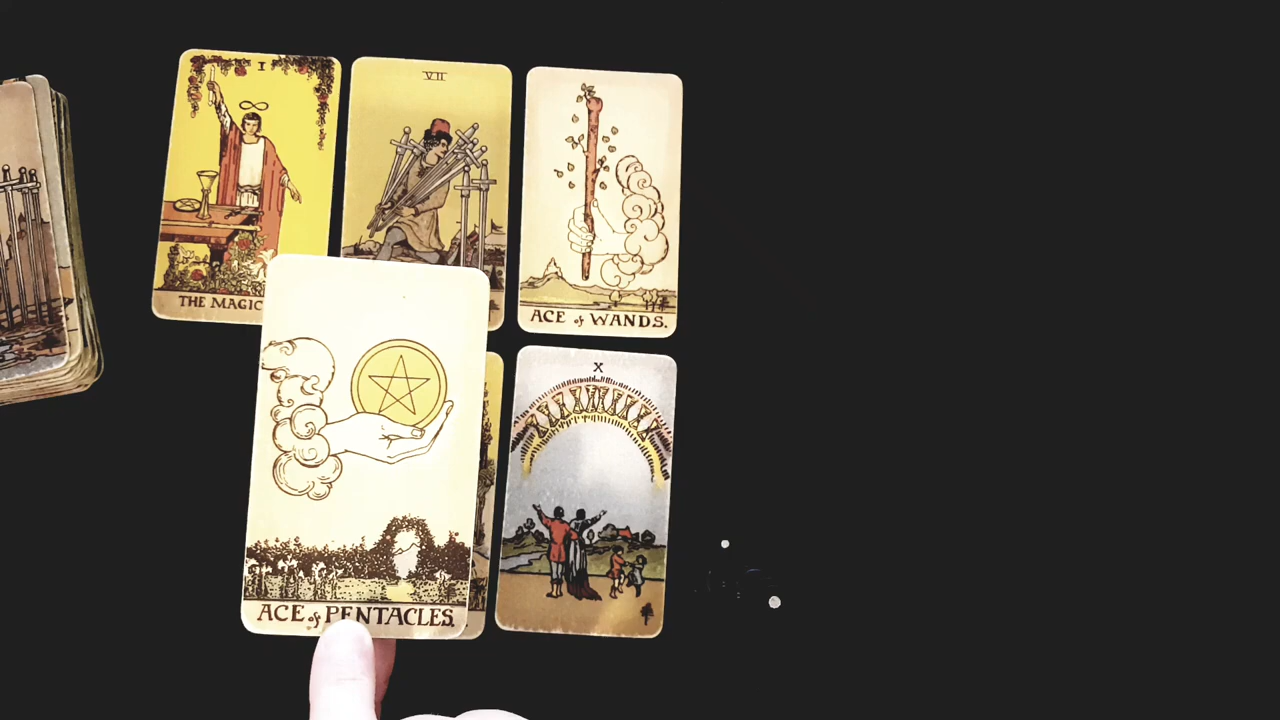 I
VII
THE MAGIC
ACE of WANDS.
X
ACE of PENTACLES.